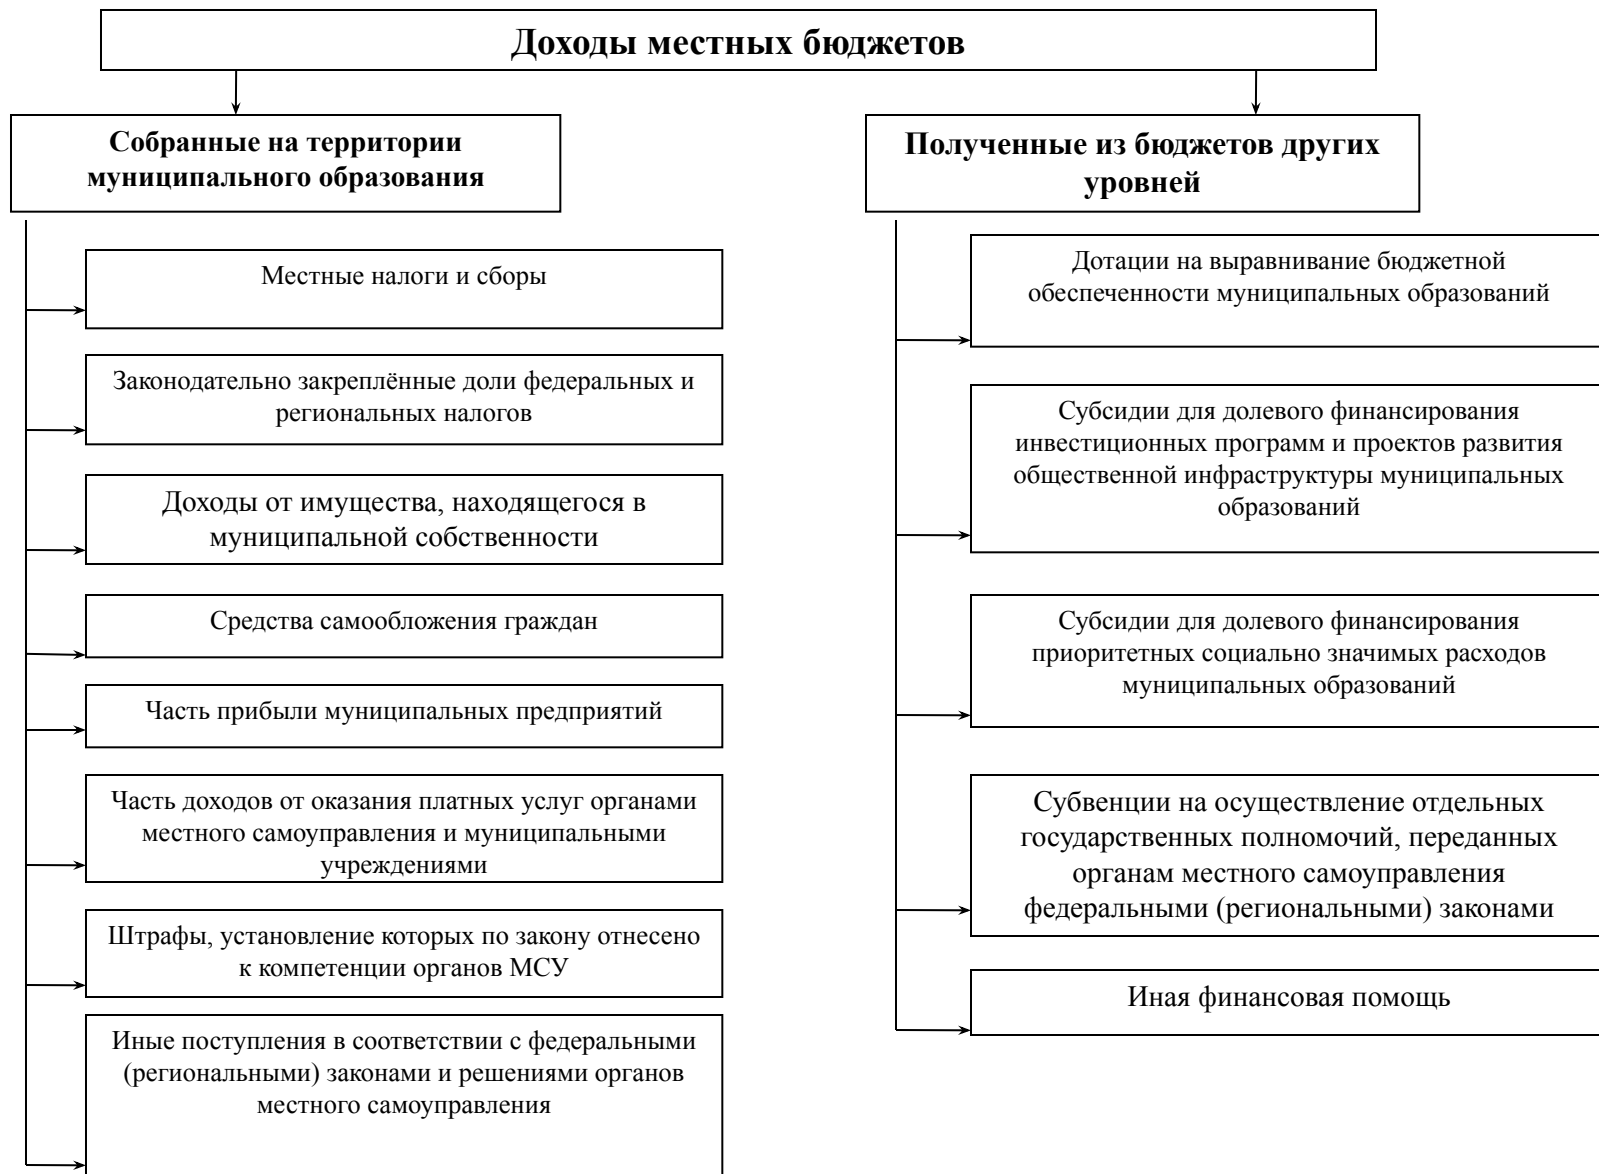 Доходы местных бюджетов
Собранные на территории
муниципального образования
Местные налоги и сборы
Законодательно закреплённые доли федеральных и
региональных налогов
Доходы от имущества, находящегося в
муниципальной собственности
Средства самообложения граждан
Часть прибыли муниципальных предприятий
Часть доходов от оказания платных услуг органами
местного самоуправления и муниципальными
учреждениями
Штрафы, установление которых по закону отнесено
к компетенции органов МСУ
Иные поступления в соответствии с федеральными
(региональными) законами и решениями органов
местного самоуправления
Полученные из бюджетов других
уровней
Дотации на выравнивание бюджетной
обеспеченности муниципальных образований
Субсидии для долевого финансирования
инвестиционных программ и проектов развития
общественной инфраструктуры муниципальных
образований
Субсидии для долевого финансирования
приоритетных социально значимых расходов
муниципальных образований
Субвенции на осуществление отдельных
государственных полномочий, переданных
органам местного самоуправления
федеральными (региональными) законами
Иная финансовая помощь